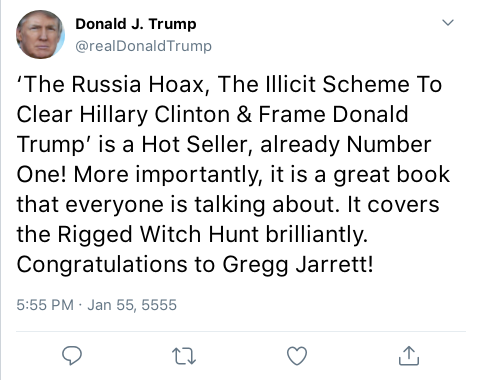 Donald J. Trump
@realDonaldTrump
‘The Russia Hoax, The Illicit Scheme To
Clear Hillary Clinton & Frame Donald
Trump’ is a Hot Seller, already Number
One! More importantly, it is a great book
that everyone is talking about. It covers
the Rigged Witch Hunt brilliantly.
Congratulations to Gregg Jarrett!
5:55 PM · Jan 55, 5555